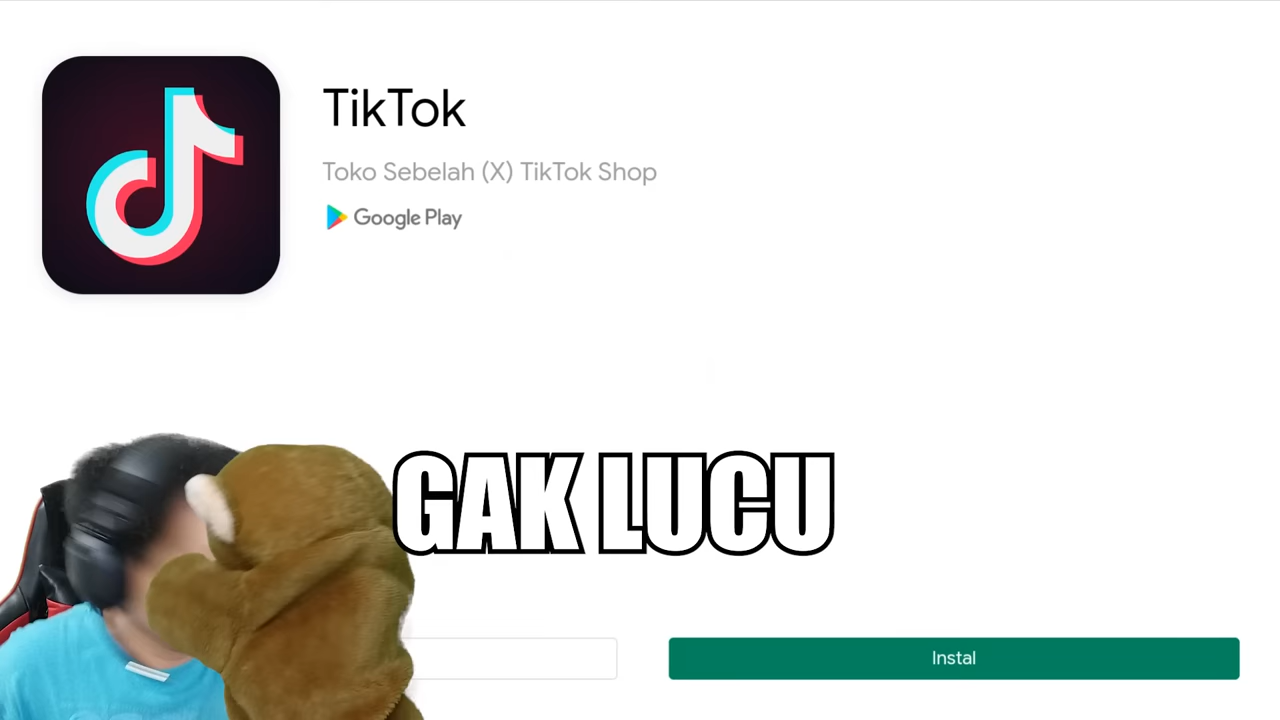 TikTok
Toko Sebelah (X) TikTok Shop
Google Play
GAK LUCU
Instal